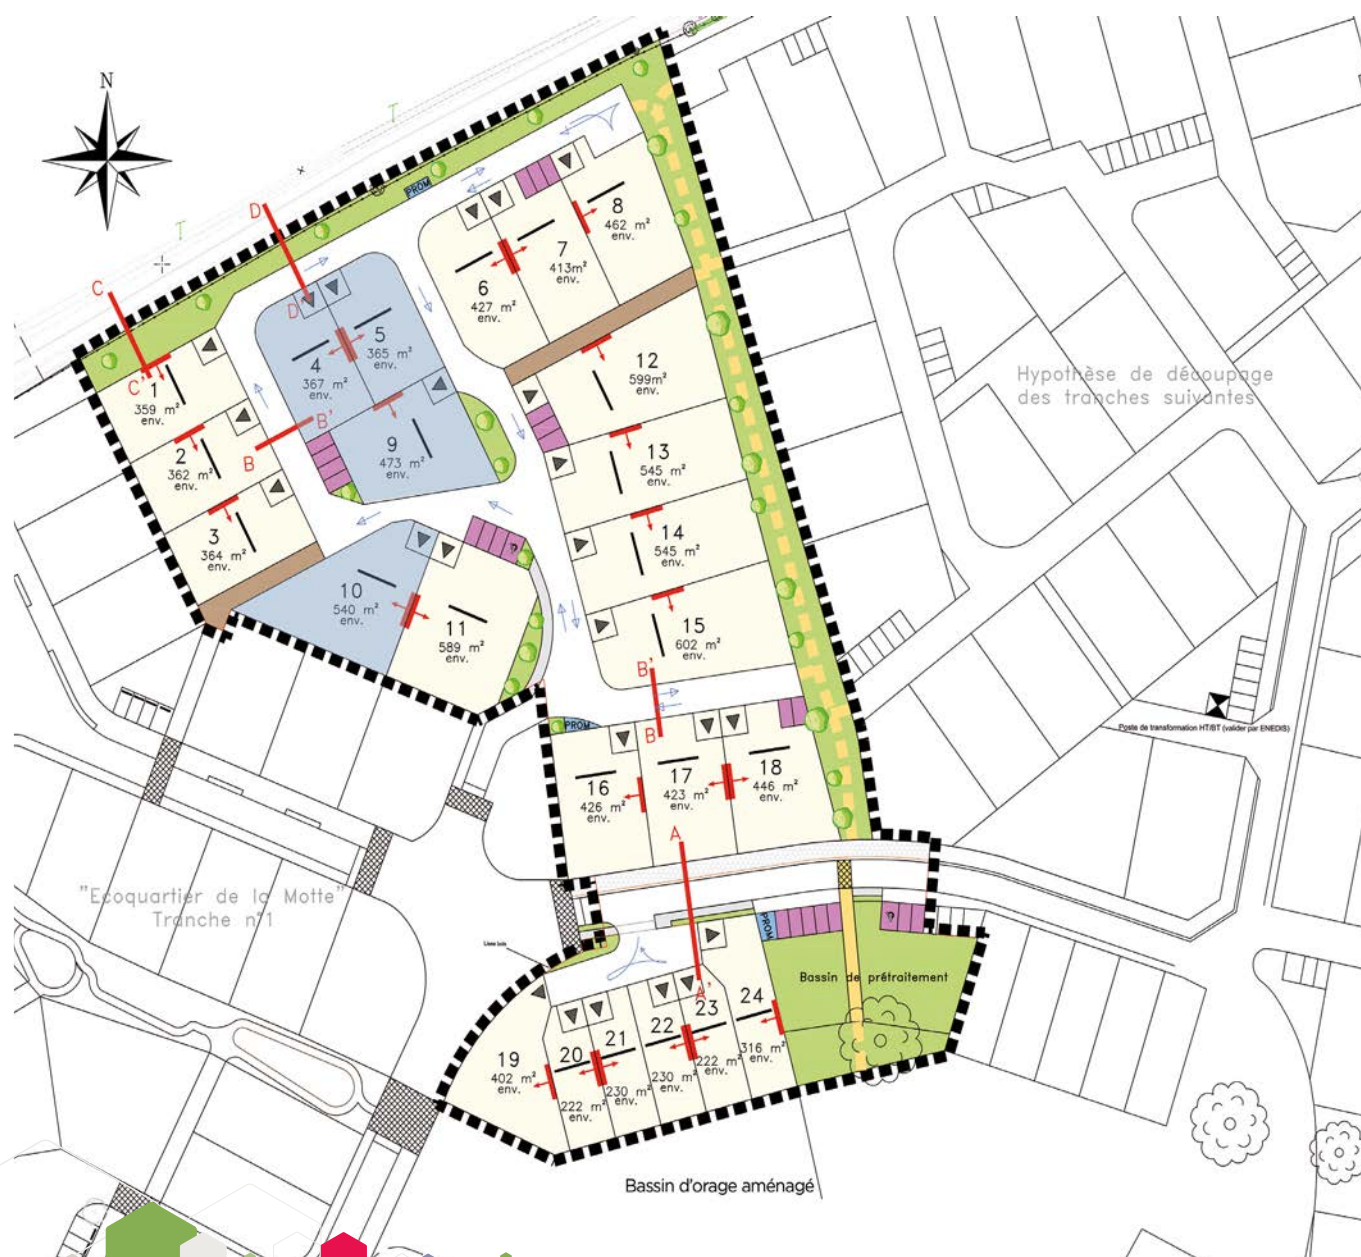 N
T
T
PROM
D
C
D'
C'
8
462 m²
env.
7
413m²
env.
6
427 m²
env.
5
365 m²
env.
4
367 m²
env.
1
359 m²
env.
2
362 m²
env.
3
364 m²
env.
B
B'
9
473 m²
env.
12
599m²
env.
13
545 m²
env.
14
545 m²
env.
15
602 m²
env.
10
540 m²
env.
11
589 m²
env.
Hypothèse de découpage
des tranches suivantes
Poste de transformation HT/BT (valider par ENEDIS)
B'
B
PROM
16
426 m²
env.
17
423 m²
env.
18
446 m²
env.
A
"Ecoquartier de la Motte"
Tranche n°1
PROM
Bassin de prétraitement
A'
19
402 m²
env.
20
222 m²
env.
21
230 m²
env.
22
230 m²
env.
23
222 m²
env.
24
316 m²
env.
Bassin d'orage aménagé